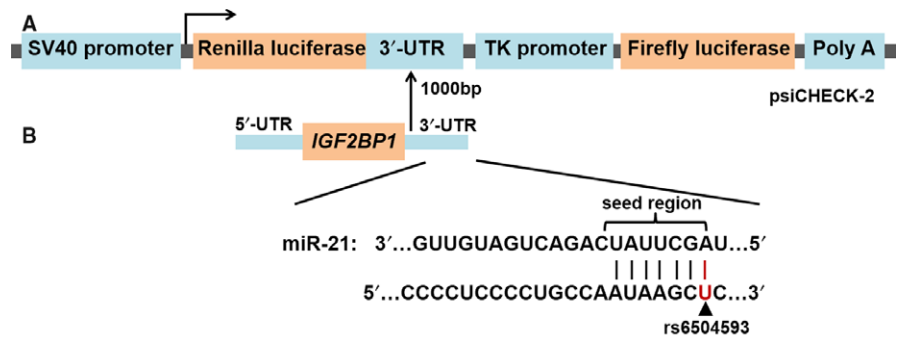 A
SV40 promoter Renilla luciferase 3′-UTR TK promoter Firefly luciferase Poly A
1000bp
psiCHECK-2
B
5′-UTR IGF2BP1 3′-UTR
seed region
miR-21: 3′...GUUGUAGUCAGACUAUUCGAU...5′
5′...CCCCUCCCCUGCCAAUAAGCUC...3′
rs6504593